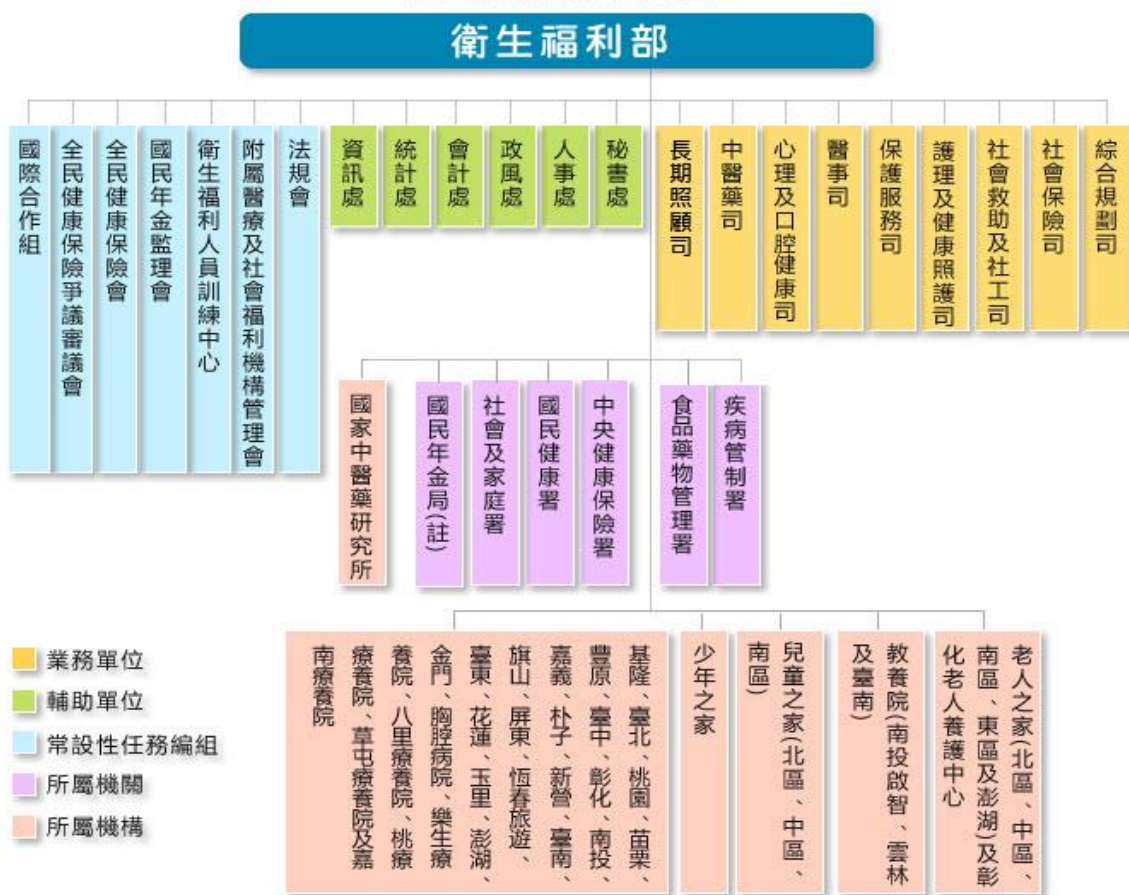 衛生福利部
國際合作組
全民健康保險爭議審議會
全民健康保險會
國民年金監理會
衛生福利人員訓練中心
附屬醫療及社會福利機構管理會
法規會
資訊處
統計處
會計處
政風處
人事處
秘書處
長期照顧司
中醫藥司
心理及口腔健康司
醫事司
保護服務司
護理及健康照護司
社會救助及社工司
社會保險司
綜合規劃司
國家中醫藥研究所
國民年金局(註)
社會及家庭署
國民健康署
中央健康保險署
食品藥物管理署
疾病管制署
基隆、臺北、桃園、苗栗、
豐原、臺中、彰化、南投、
嘉義、朴子、新營、臺南、
旗山、屏東、恆春旅遊、
臺東、花蓮、玉里、澎湖、
金門、胸腔病院、樂生療
養院、八里療養院、桃療
療養院、草屯療養院及嘉
南療養院
少年之家
兒童之家(北區、中區、
南區)
教養院(南投啟智、雲林
及臺南)
老人之家(北區、中區、
南區、東區及澎湖)及彰
化老人養護中心
業務單位
輔助單位
常設性任務編組
所屬機關
所屬機構